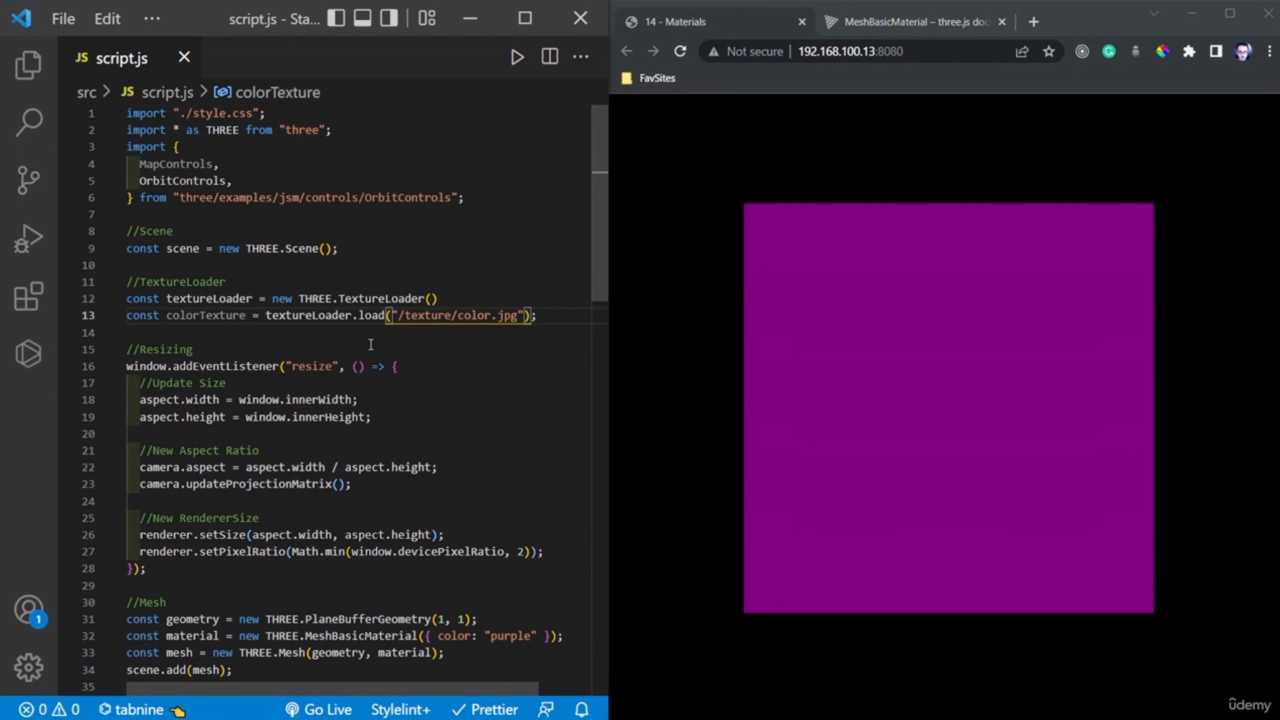 File Edit ··· script.js - Sta...
JS script.js
src > JS script.js > colorTexture
1 import "./style.css";
2 import * as THREE from "three";
3 import {
4 MapControls,
5 OrbitControls,
6 } from "three/examples/jsm/controls/OrbitControls";
7
8 //Scene
9 const scene = new THREE.Scene();
10
11 //TextureLoader
12 const textureLoader = new THREE.TextureLoader()
13 const colorTexture = textureLoader.load("/texture/color.jpg");
14
15 //Resizing
16 window.addEventListener("resize", () => {
17 //Update Size
18 aspect.width = window.innerWidth;
19 aspect.height = window.innerHeight;
20
21 //New Aspect Ratio
22 camera.aspect = aspect.width / aspect.height;
23 camera.updateProjectionMatrix();
24
25 //New RendererSize
26 renderer.setSize(aspect.width, aspect.height);
27 renderer.setPixelRatio(Math.min(window.devicePixelRatio, 2));
28 });
29
30 //Mesh
31 const geometry = new THREE.PlaneBufferGeometry(1, 1);
32 const material = new THREE.MeshBasicMaterial({ color: "purple" });
33 const mesh = new THREE.Mesh(geometry, material);
34 scene.add(mesh);
35
1
0 0 tabnine Go Live Stylelint+ Prettier
14 - Materials MeshBasicMaterial – three.js doc
Not secure 192.168.100.13:8080
FavSites
ûdemy